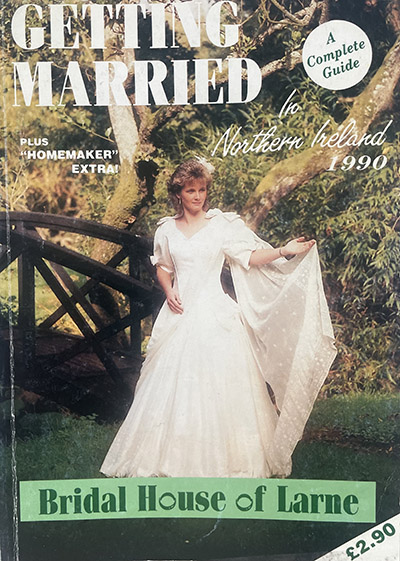 GETTING
MARRIED
A
Complete
Guide
In
Northern Ireland
1990
PLUS
"HOMEMAKER"
EXTRA!
Bridal House of Larne
£2.90